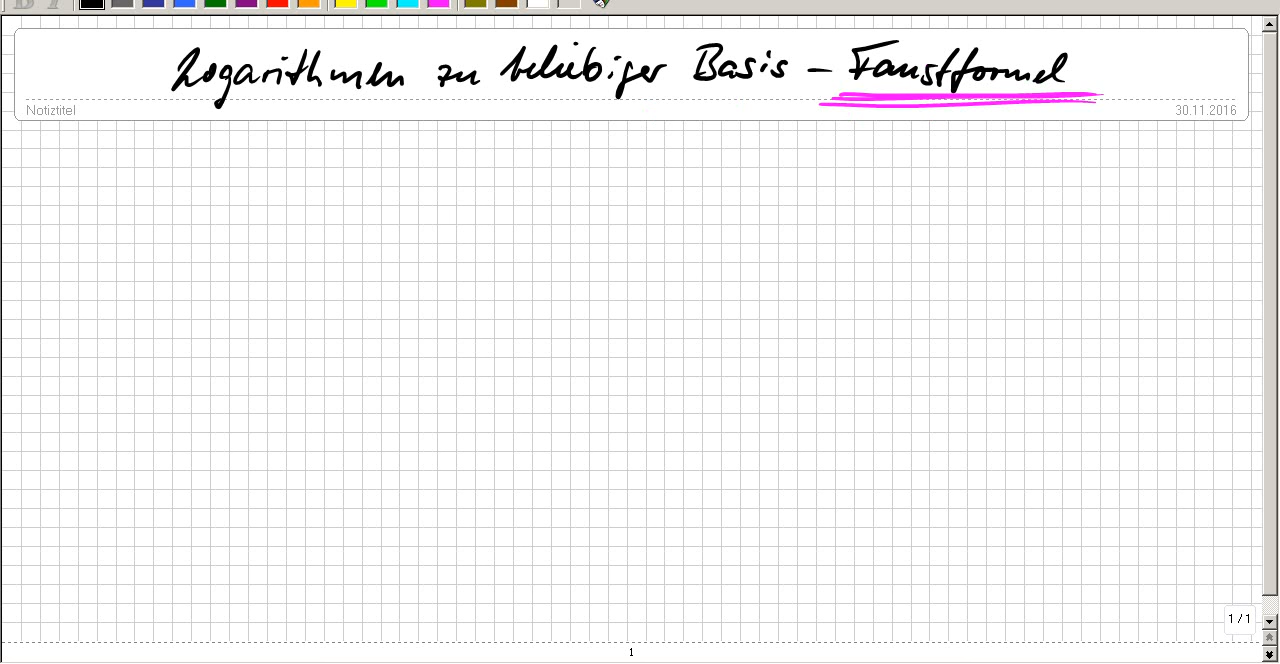 Logarithmen zu beliebiger Basis – Faustformel
Notiztitel
30.11.2016
1 / 1
1